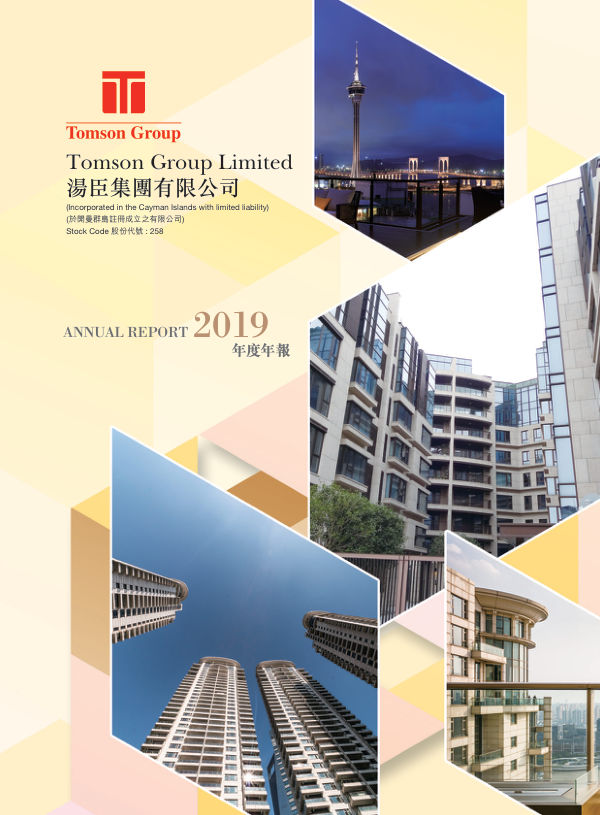 Tomson Group
Tomson Group Limited
湯臣集團有限公司
(Incorporated in the Cayman Islands with limited liability)
(於開曼群島註冊成立之有限公司)
Stock Code 股份代號 : 258
ANNUAL REPORT 2019
年度年報